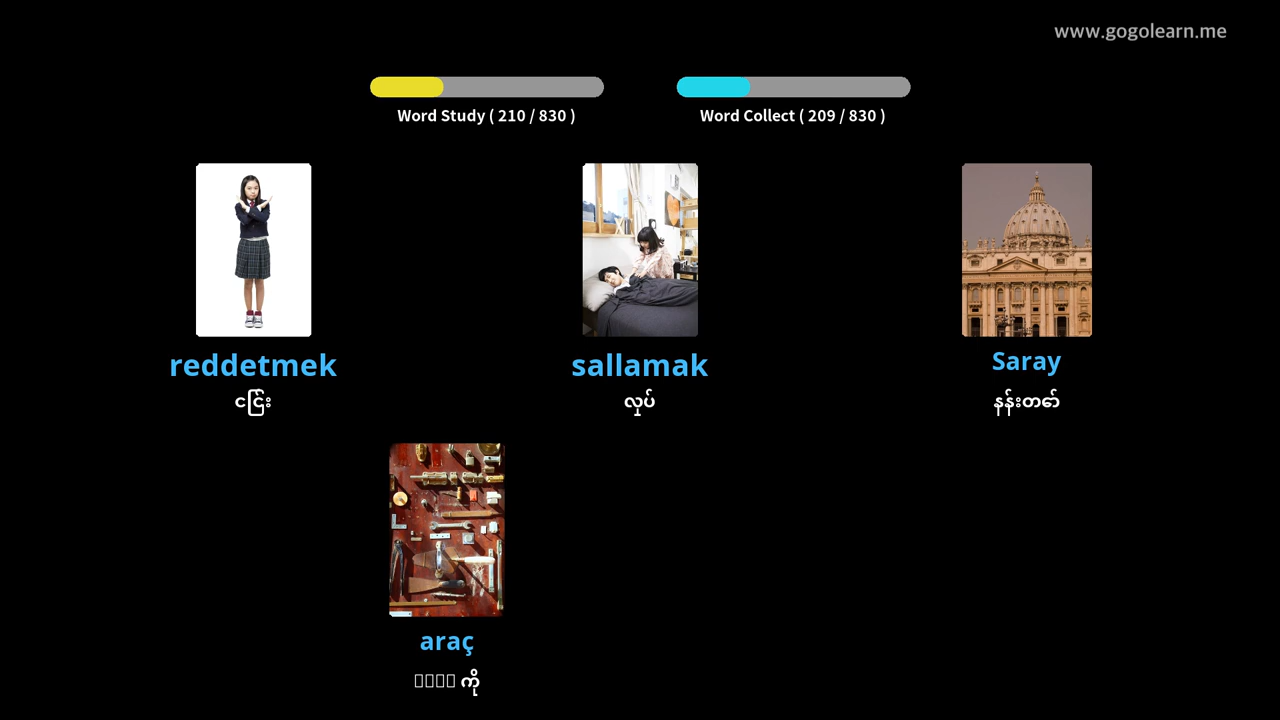 www.gogolearn.me
Word Study ( 210 / 830 )
Word Collect ( 209 / 830 )
reddetmek
ငြင်း
sallamak
လှုပ်
Saray
နန်းတော်
araç
ကို